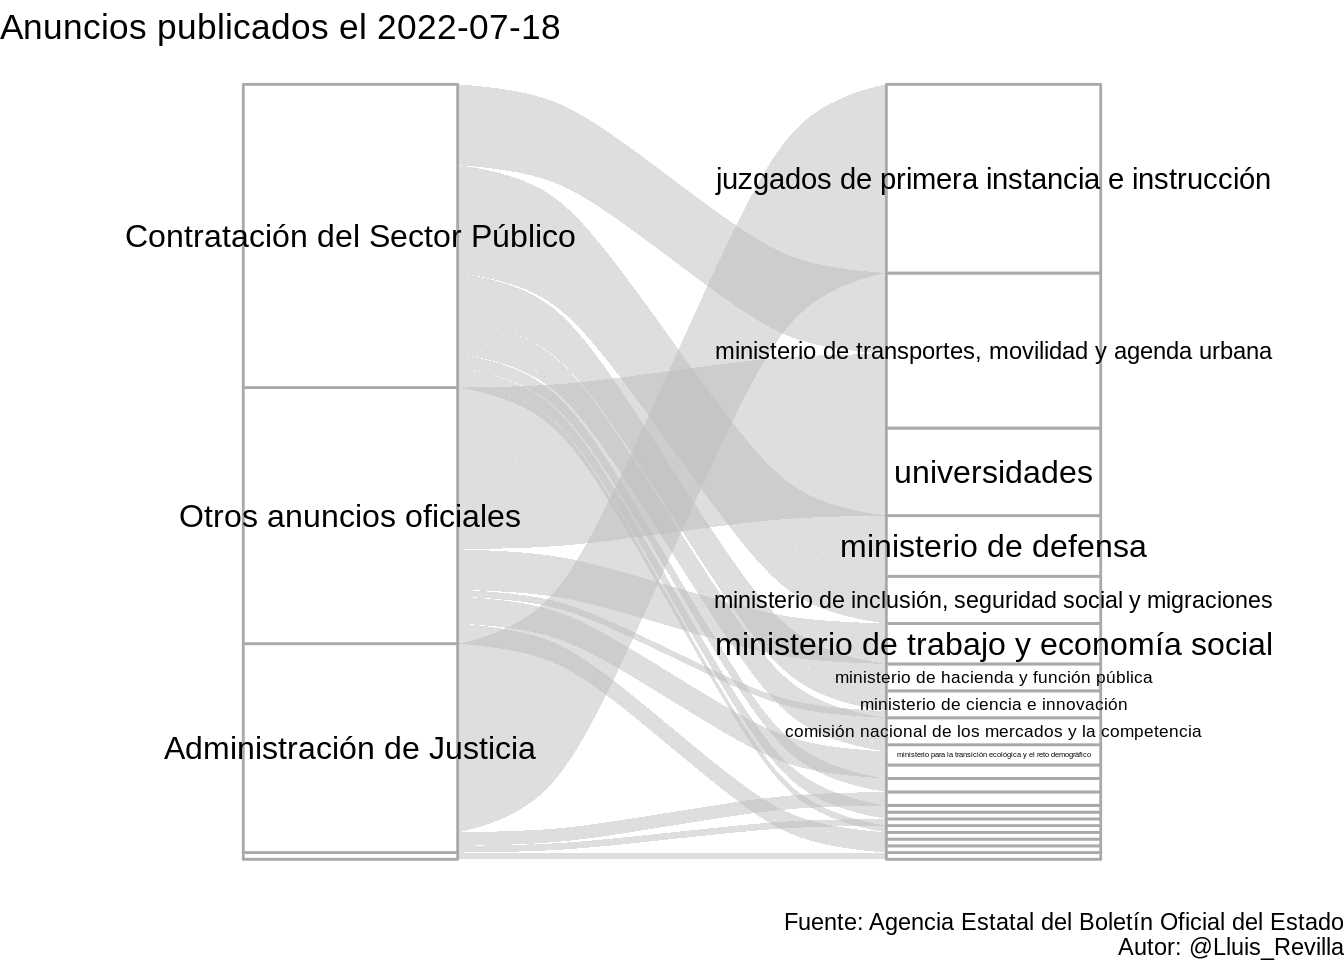 Anuncios publicados el 2022-07-18
Contratación del Sector Público
Otros anuncios oficiales
Administración de Justicia
juzgados de primera instancia e instrucción
ministerio de transportes, movilidad y agenda urbana
universidades
ministerio de defensa
ministerio de inclusión, seguridad social y migraciones
ministerio de trabajo y economía social
ministerio de hacienda y función pública
ministerio de ciencia e innovación
comisión nacional de los mercados y la competencia
ministerio para la transición ecológica y el reto demográfico
Fuente: Agencia Estatal del Boletín Oficial del Estado
Autor: @Lluis_Revilla